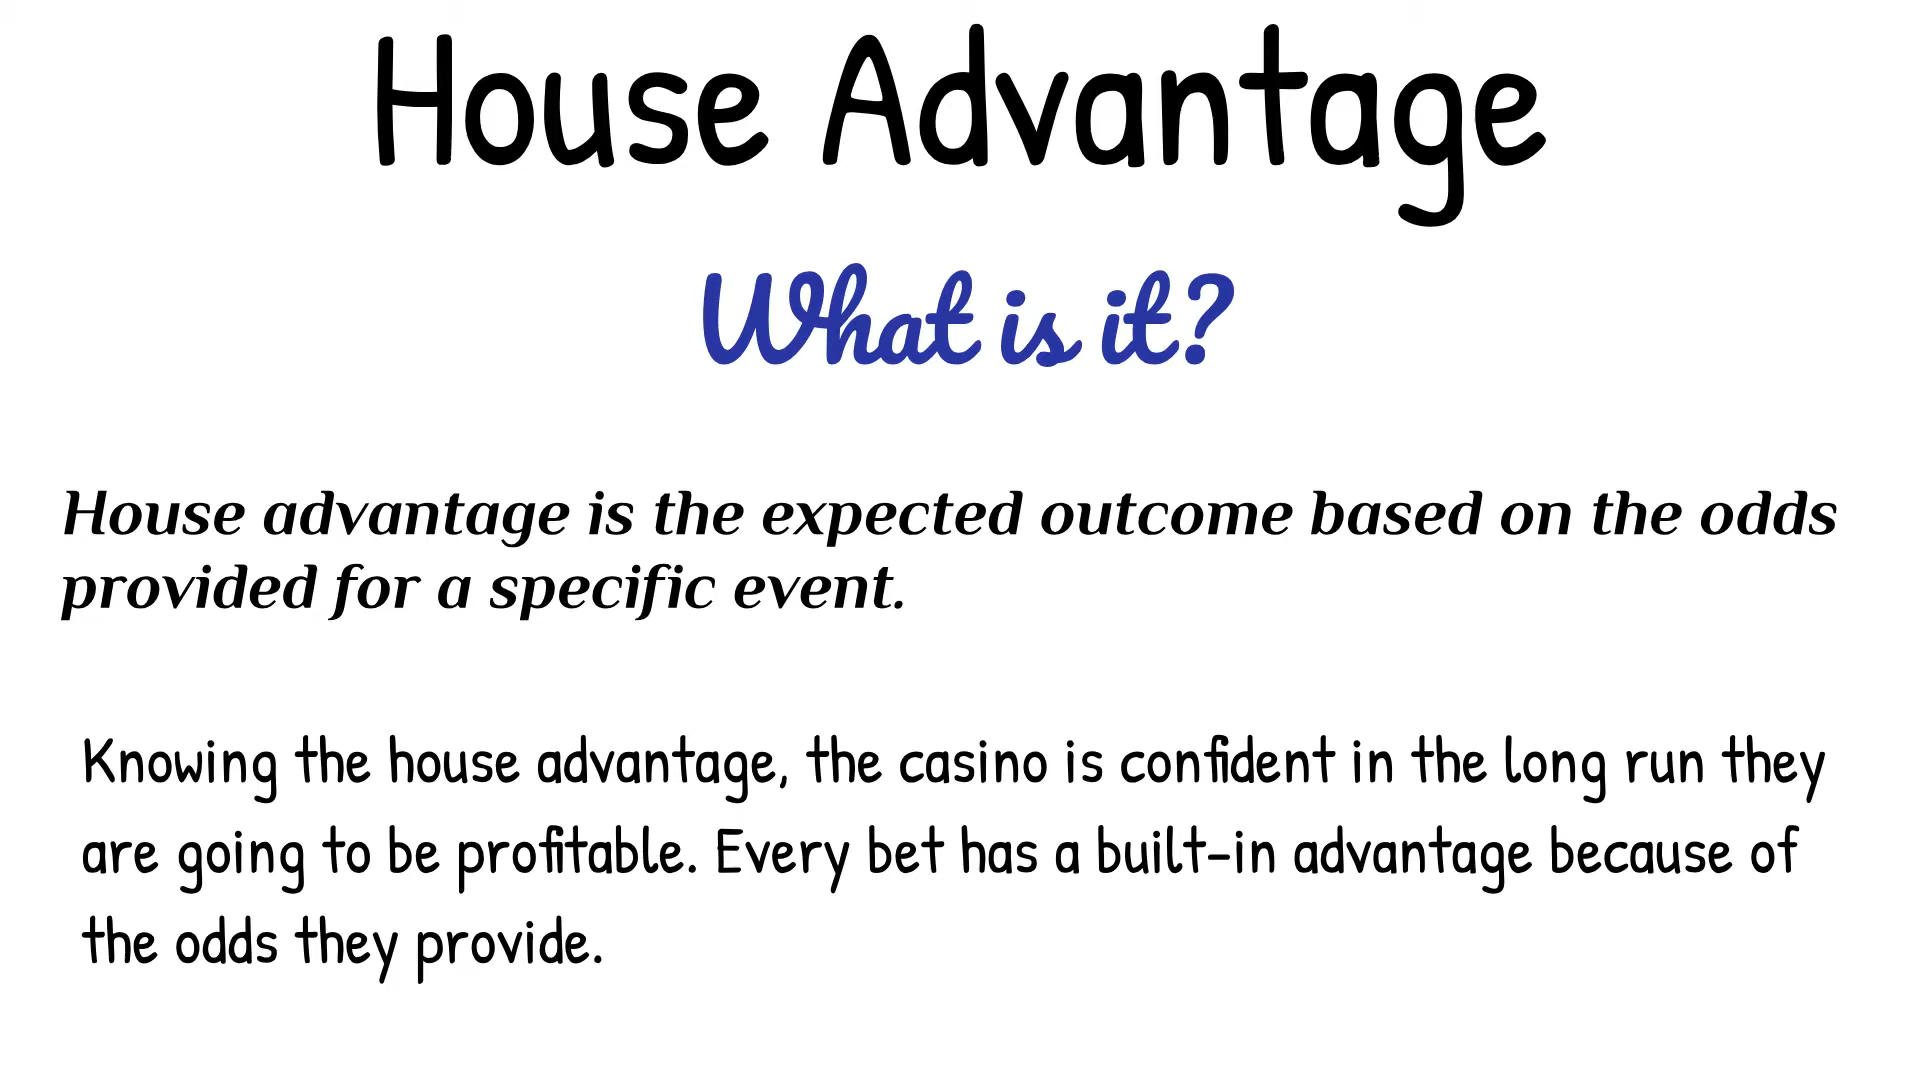 House Advantage
What is it?
House advantage is the expected outcome based on the odds
provided for a specific event.
Knowing the house advantage, the casino is confident in the long run they
are going to be profitable. Every bet has a built-in advantage because of
the odds they provide.